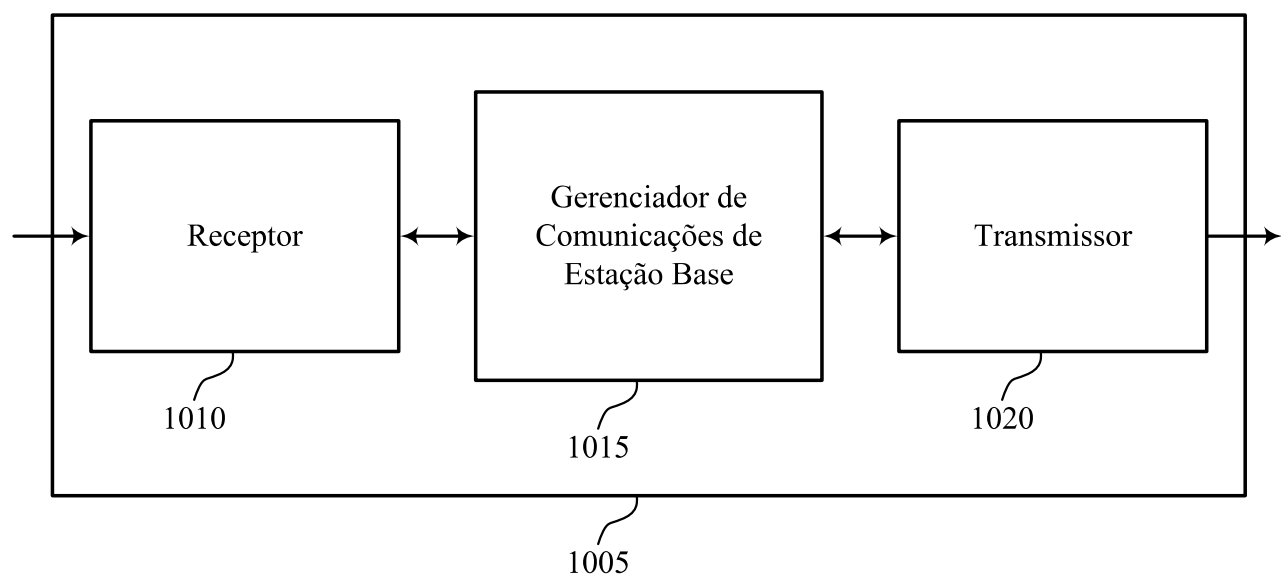 Receptor
Gerenciador de
Comunicações de
Estação Base
Transmissor
1010
1015
1020
1005